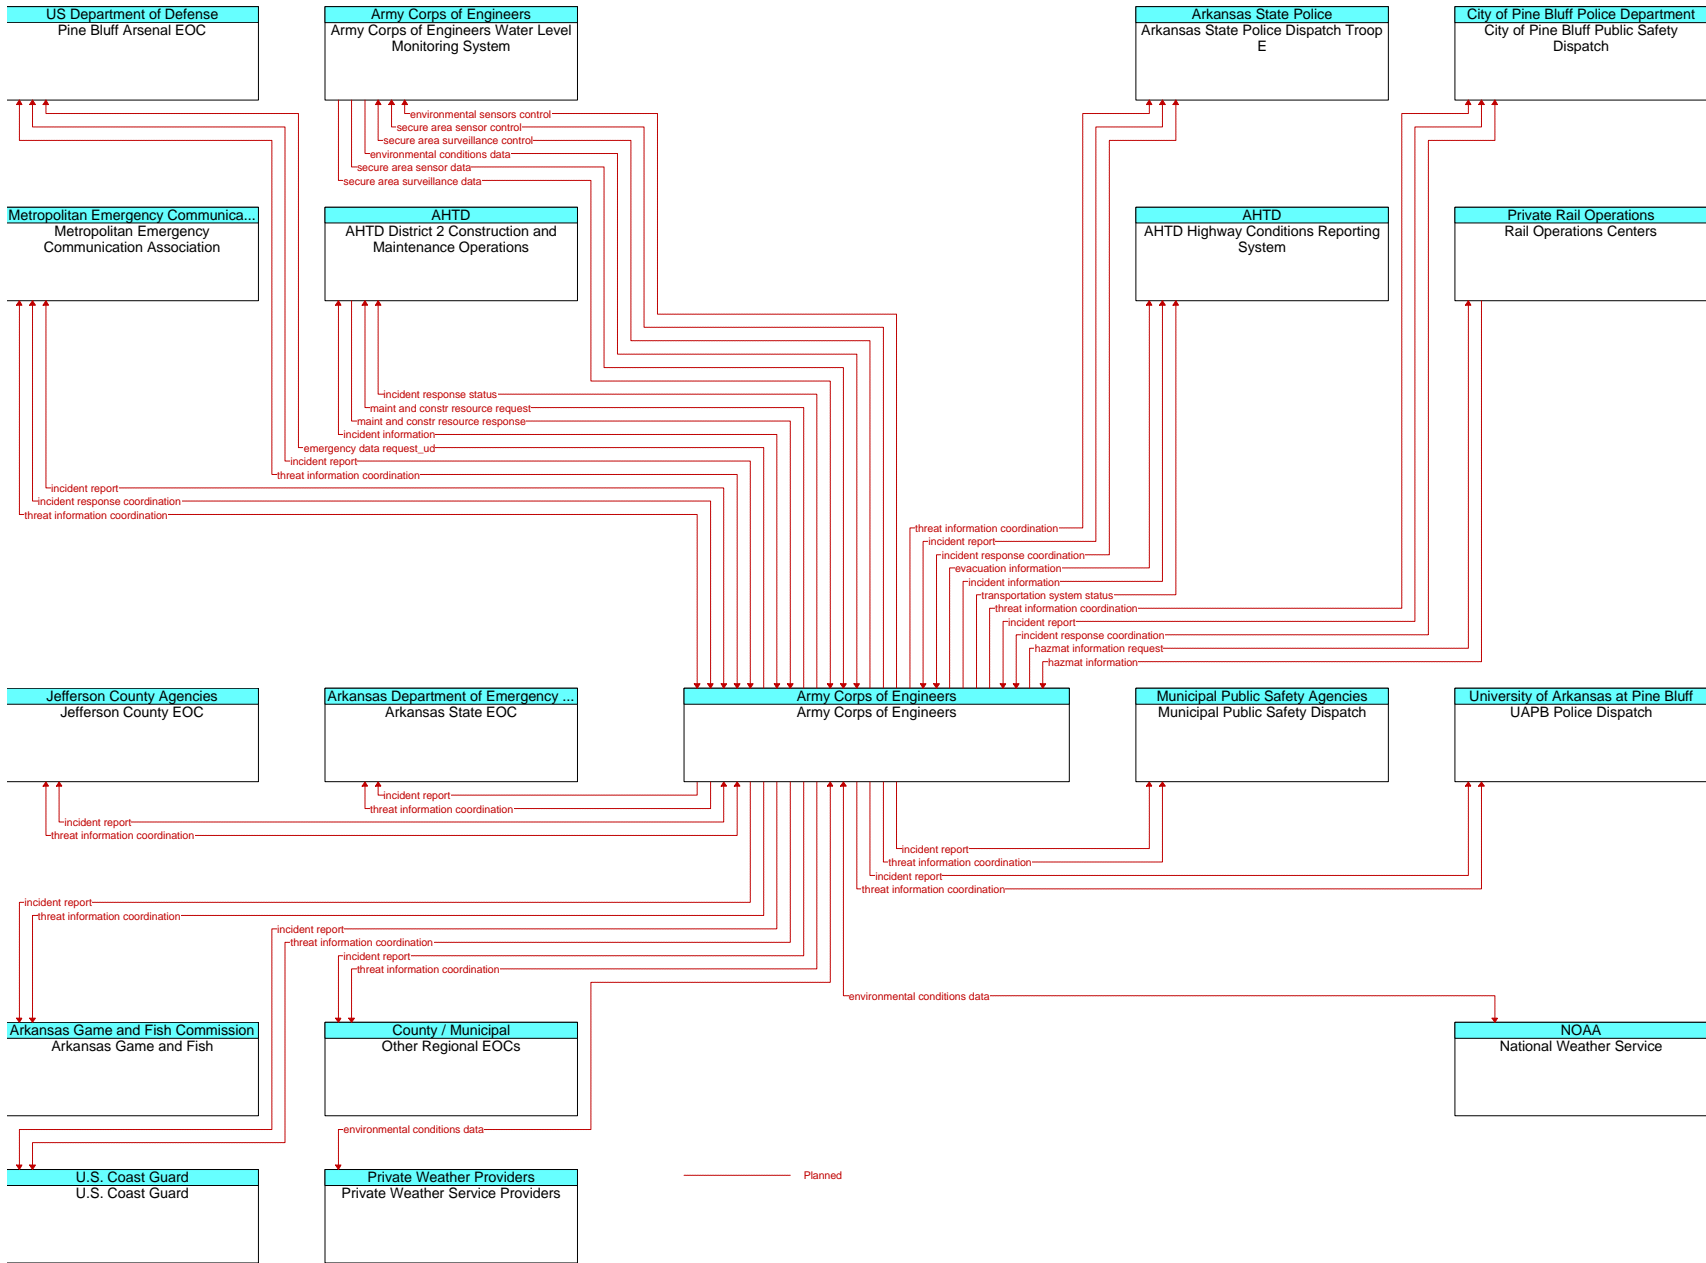 US Department of Defense
Pine Bluff Arsenal EOC
Army Corps of Engineers
Army Corps of Engineers Water Level
Monitoring System
Arkansas State Police
Arkansas State Police Dispatch Troop
E
City of Pine Bluff Police Department
City of Pine Bluff Public Safety
Dispatch
environmental sensors control
secure area sensor control
secure area surveillance control
environmental conditions data
secure area sensor data
secure area surveillance data
Metropolitan Emergency Communica...
Metropolitan Emergency
Communication Association
AHTD
AHTD District 2 Construction and
Maintenance Operations
AHTD
AHTD Highway Conditions Reporting
System
Private Rail Operations
Rail Operations Centers
incident response status
maint and constr resource request
maint and constr resource response
incident information
emergency data request_ud
incident report
threat information coordination
incident report
incident response coordination
threat information coordination
threat information coordination
incident report
incident response coordination
evacuation information
incident information
transportation system status
threat information coordination
incident report
incident response coordination
hazmat information request
hazmat information
Jefferson County Agencies
Jefferson County EOC
Arkansas Department of Emergency ...
Arkansas State EOC
Army Corps of Engineers
Army Corps of Engineers
Municipal Public Safety Agencies
Municipal Public Safety Dispatch
University of Arkansas at Pine Bluff
UAPB Police Dispatch
incident report
threat information coordination
incident report
threat information coordination
incident report
threat information coordination
incident report
threat information coordination
incident report
threat information coordination
incident report
threat information coordination
incident report
threat information coordination
environmental conditions data
Arkansas Game and Fish Commission
Arkansas Game and Fish
County / Municipal
Other Regional EOCs
NOAA
National Weather Service
environmental conditions data
U.S. Coast Guard
U.S. Coast Guard
Private Weather Providers
Private Weather Service Providers
Planned